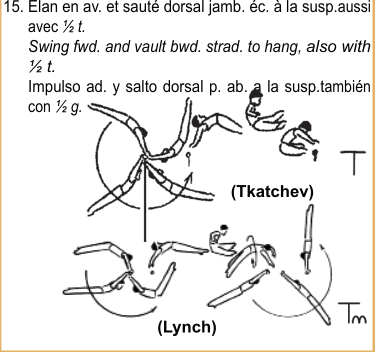 15. Elan en av. et sauté dorsal jamb. éc. à la susp.aussi
avec ½ t.
Swing fwd. and vault bwd. strad. to hang, also with
½ t.
Impulso ad. y salto dorsal p. ab. a la susp.también
con ½ g.
T
(Tkatchev)
Tm
(Lynch)